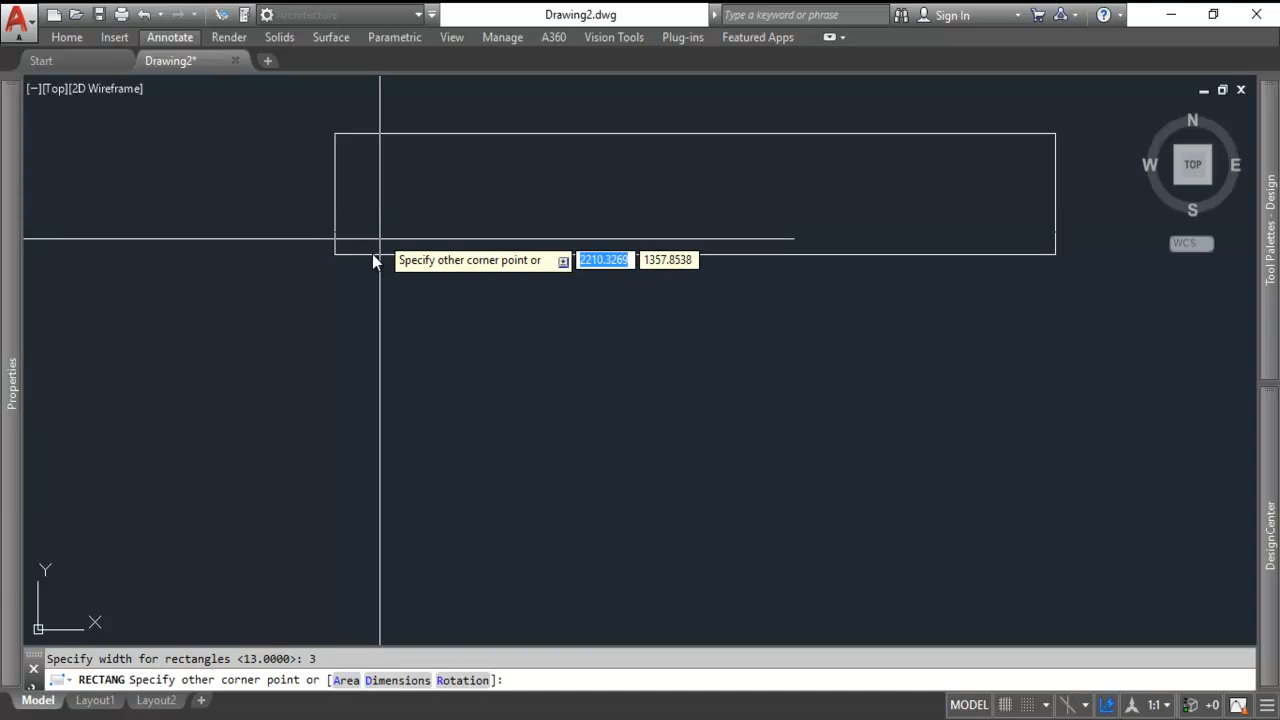 A
Architecture
Drawing2.dwg
Type a keyword or phrase
Sign In
?
A
Home Insert Annotate Render Solids Surface Parametric View Manage A360 Vision Tools Plug-ins Featured Apps
Start Drawing2* +
[−][Top][2D Wireframe]
N
W TOP E
S
WCS
Tool Palettes - Design
Specify other corner point or 2210.3269 1357.8538
Properties
DesignCenter
Y
X
Specify width for rectangles <13.0000>: 3
RECTANG Specify other corner point or [Area Dimensions Rotation]:
Model Layout1 Layout2 + MODEL 1:1 +0